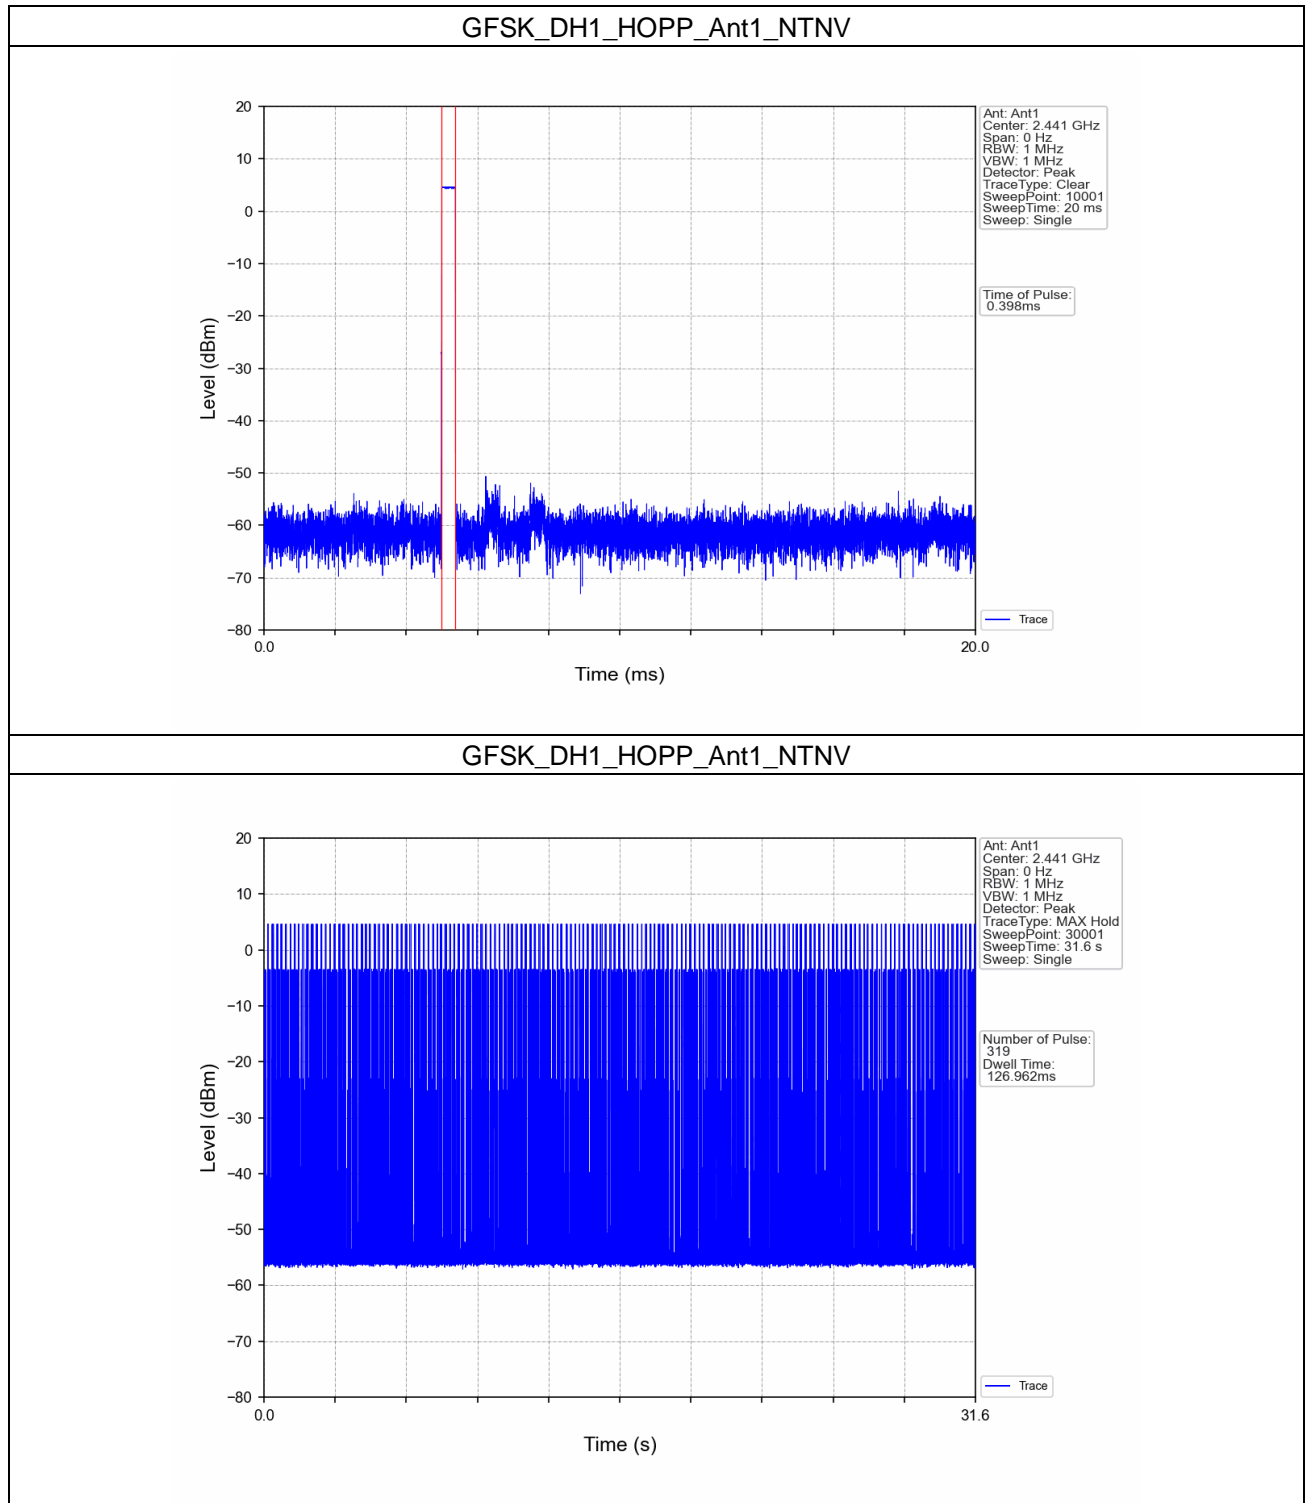 GFSK_DH1_HOPP_Ant1_NTNV
20
10
0
−10
−20
−30
−40
−50
−60
−70
−80
Level (dBm)
0.0
20.0
Time (ms)
Ant: Ant1
Center: 2.441 GHz
Span: 0 Hz
RBW: 1 MHz
VBW: 1 MHz
Detector: Peak
TraceType: Clear
SweepPoint: 10001
SweepTime: 20 ms
Sweep: Single
Time of Pulse:
0.398ms
Trace
GFSK_DH1_HOPP_Ant1_NTNV
20
10
0
−10
−20
−30
−40
−50
−60
−70
−80
Level (dBm)
0.0
31.6
Time (s)
Ant: Ant1
Center: 2.441 GHz
Span: 0 Hz
RBW: 1 MHz
VBW: 1 MHz
Detector: Peak
TraceType: MAX Hold
SweepPoint: 30001
SweepTime: 31.6 s
Sweep: Single
Number of Pulse:
319
Dwell Time:
126.962ms
Trace